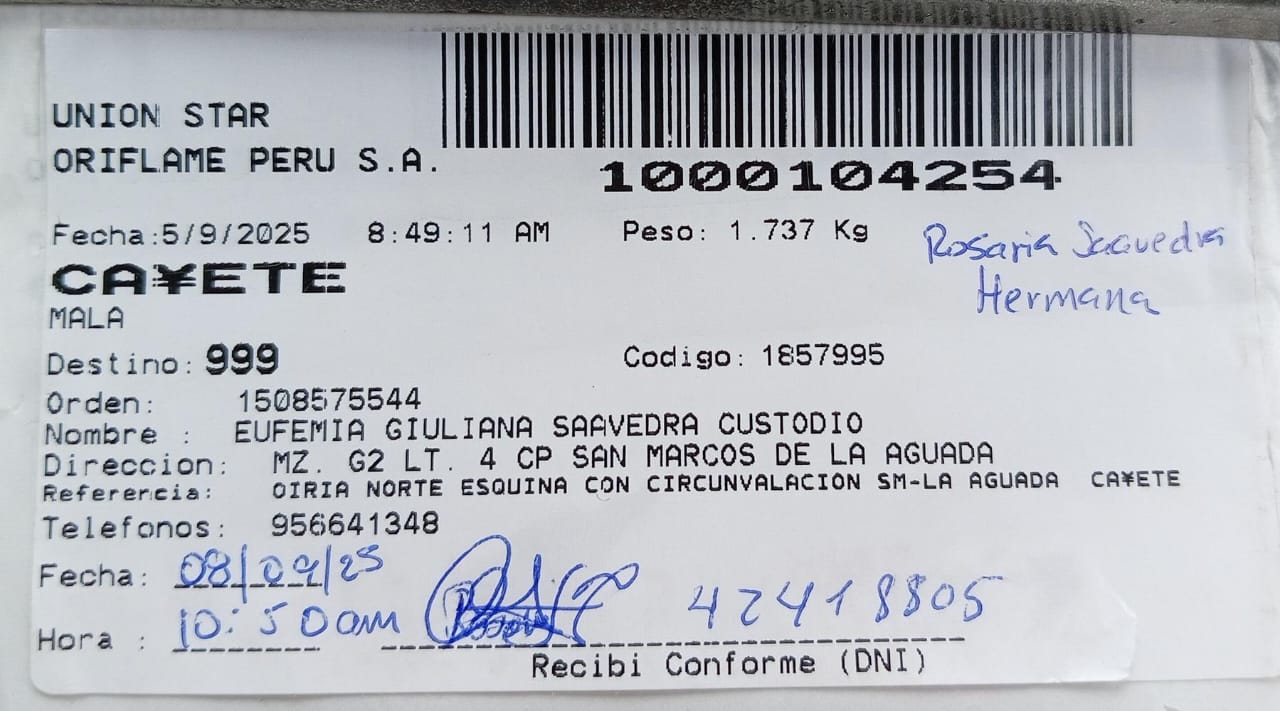 UNION STAR
ORIFLAME PERU S.A.
1000104254
Fecha:5/9/2025 8:49:11 AM Peso: 1.737 Kg
Rosaria Saavedra
Hermana
CA¥ETE
MALA
Destino: 999 Codigo: 1857995
Orden: 1508575544
Nombre : EUFEMIA GIULIANA SAAVEDRA CUSTODIO
Direccion: MZ. G2 LT. 4 CP SAN MARCOS DE LA AGUADA
Referencia: OIRIA NORTE ESQUINA CON CIRCUNVALACION SM-LA AGUADA CA¥ETE
Telefonos: 956641348
Fecha: 08/09/25
Hora : 10:50am 42418805
Recibi Conforme (DNI)